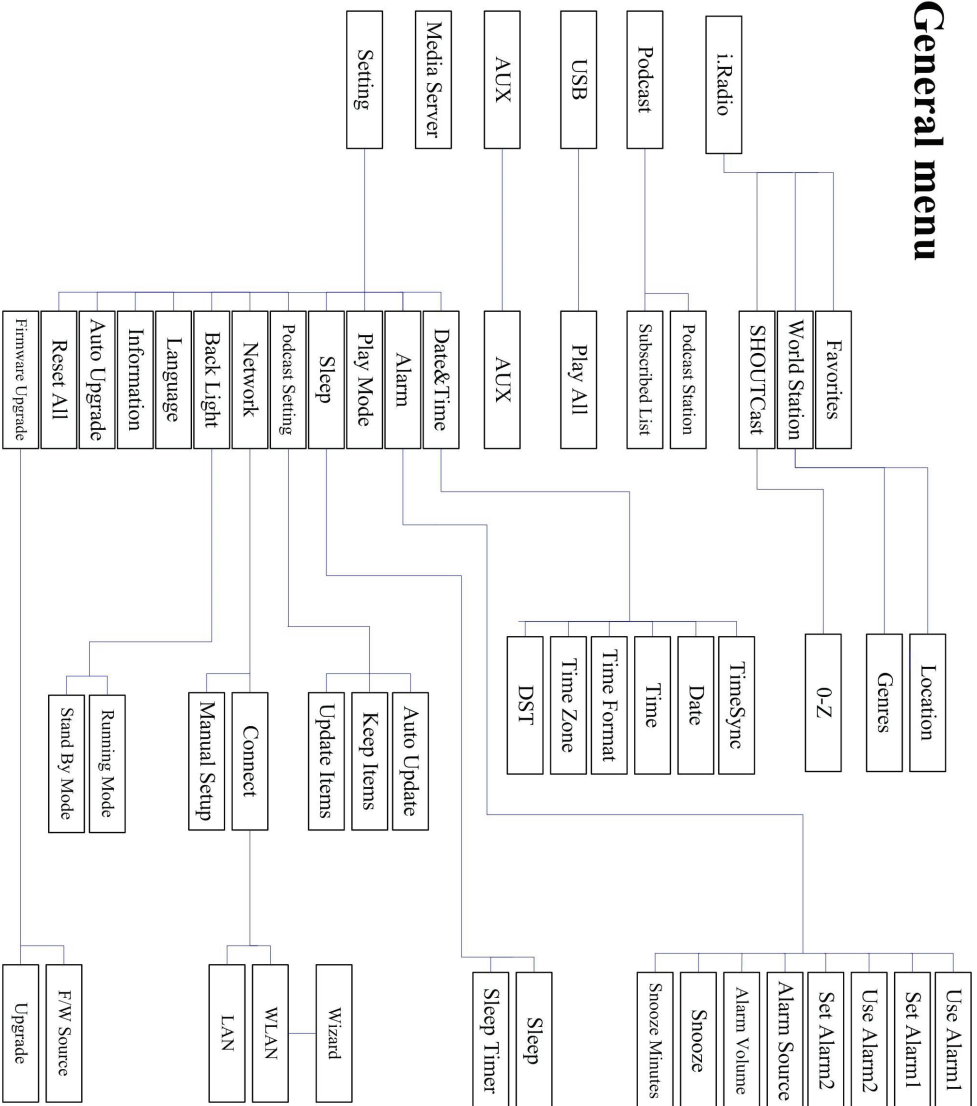 General menu
i.Radio
Favorites
World Station
SHOUTCast
Location
Genres
0-Z
Podcast
Podcast Station
Subscribed List
USB
Play All
AUX
AUX
Media Server
Setting
Date&Time
Alarm
Play Mode
Sleep
Podcast Setting
Network
Back Light
Language
Information
Auto Upgrade
Reset All
Firmware Upgrade
TimeSync
Date
Time
Time Format
Time Zone
DST
Use Alarm1
Set Alarm1
Use Alarm2
Set Alarm2
Alarm Source
Alarm Volume
Snooze
Snooze Minutes
Sleep
Sleep Timer
Auto Update
Keep Items
Update Items
Connect
Manual Setup
Wizard
WLAN
LAN
Running Mode
Stand By Mode
F/W Source
Upgrade